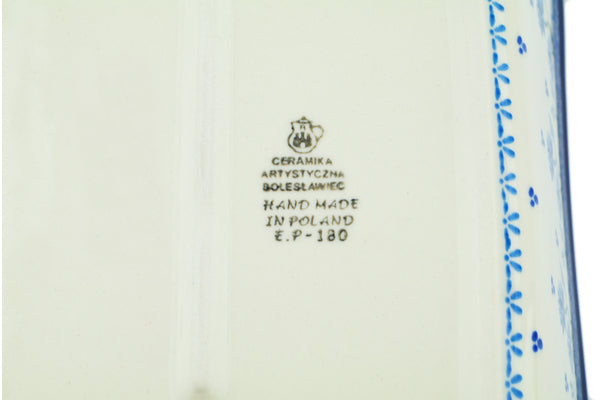 CERAMIKA
ARTYSTYCZNA
BOLESŁAWIEC
HAND MADE
IN POLAND
E.P-180